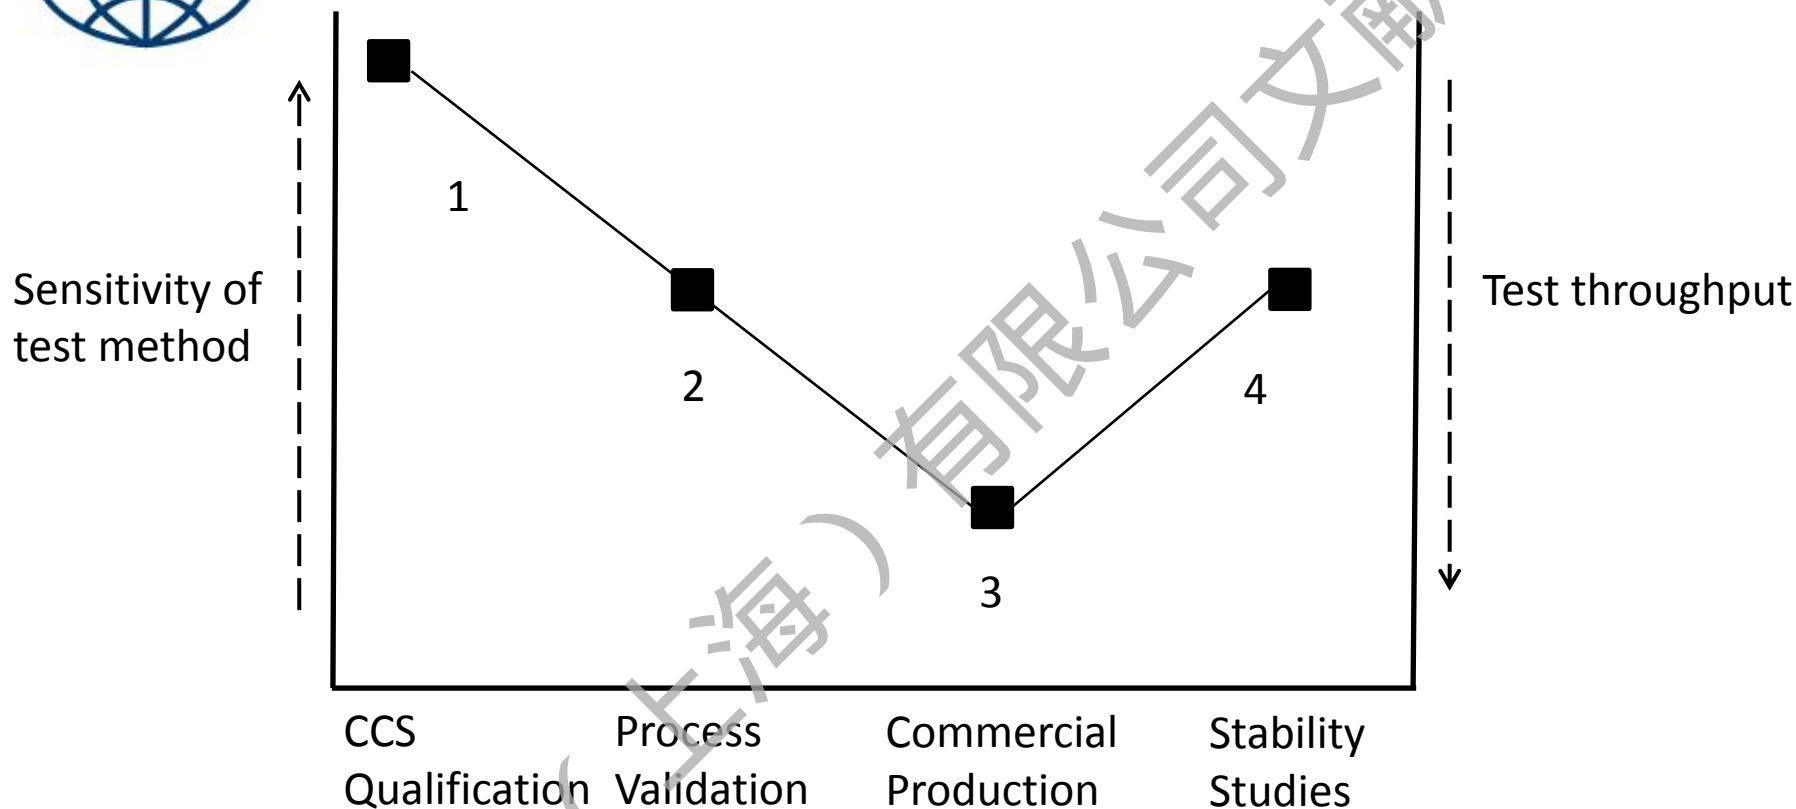 1
Sensitivity of
test method
Test throughput
2
4
3
CCS
Qualification
Process
Validation
Commercial
Production
Stability
Studies
（上海）有限公司文献